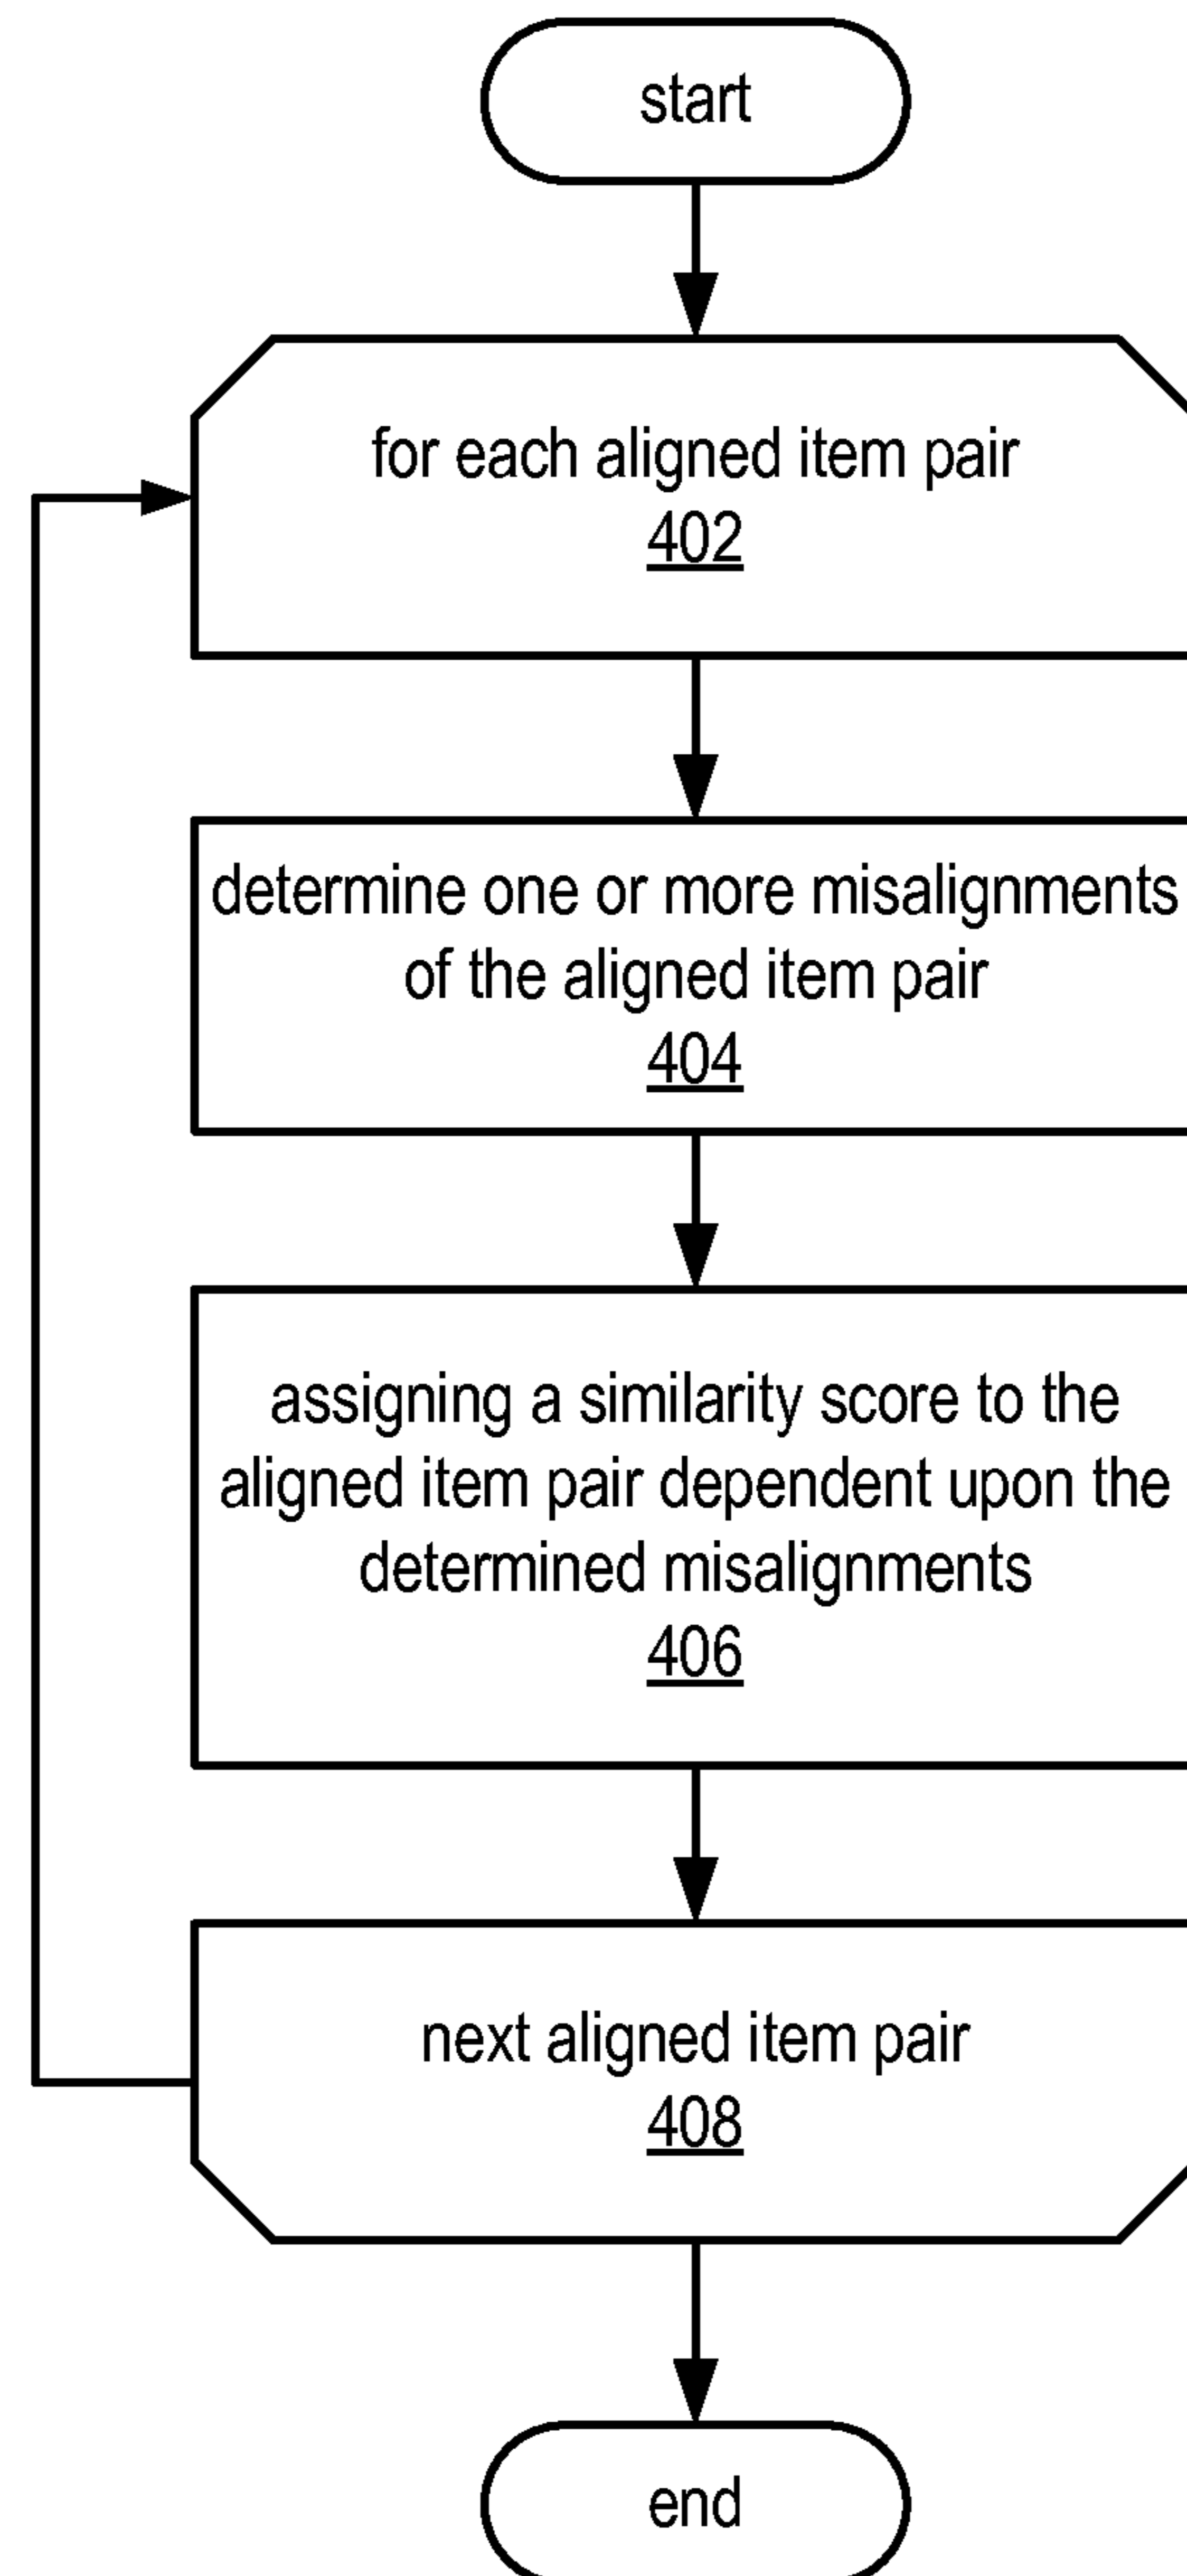 start
for each aligned item pair
402
determine one or more misalignments
of the aligned item pair
404
assigning a similarity score to the
aligned item pair dependent upon the
determined misalignments
406
next aligned item pair
408
end